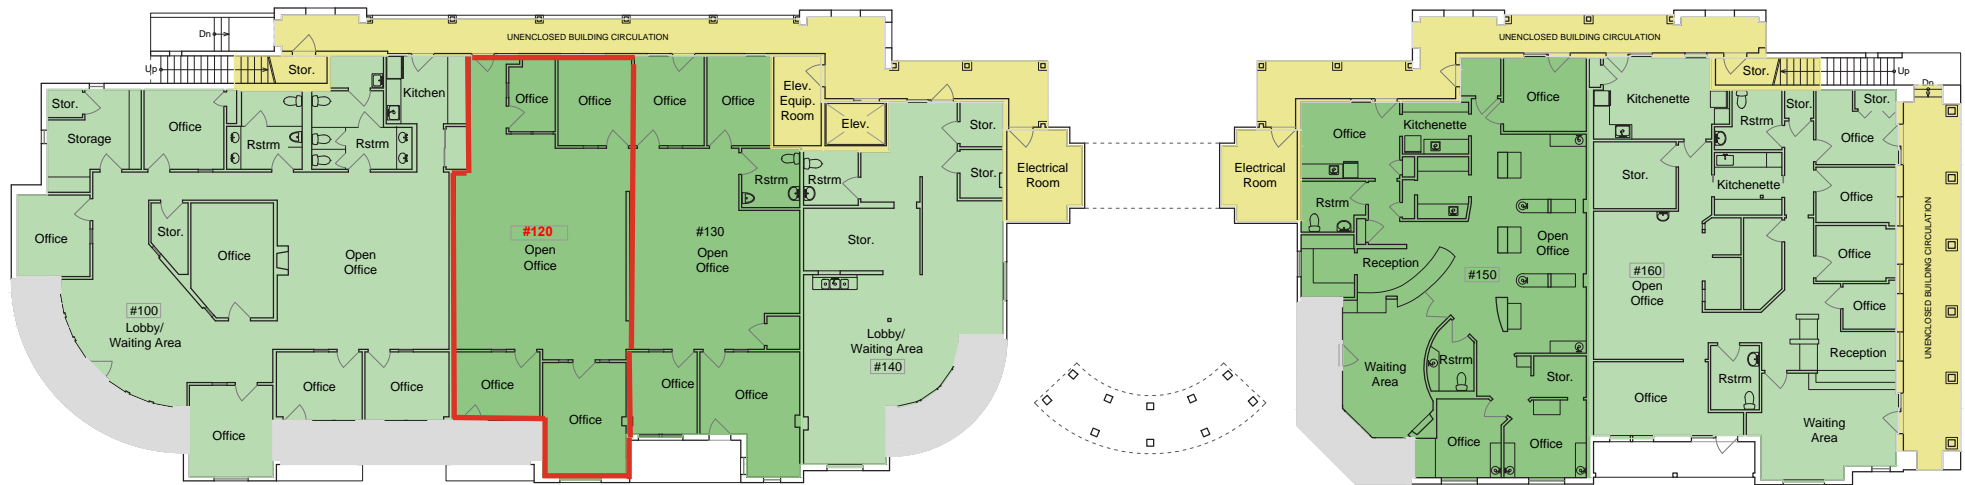 UNENCLOSED BUILDING CIRCULATION
Dn
Up
Stor.
Kitchen
Stor.
Storage
Office
Rstrm
Rstrm
Office
Office
Office
Office
Elev.
Equip.
Room
Elev.
Stor.
Stor.
Electrical
Room
Office
Stor.
Office
Open
Office
#100
Lobby/
Waiting Area
Office
Office
Office
#120
Open
Office
Office
Office
#130
Open
Office
Rstrm
Rstrm
Office
Office
Stor.
Lobby/
Waiting Area
#140
UNENCLOSED BUILDING CIRCULATION
Stor.
Up
Dn
Electrical
Room
Office
Kitchenette
Office
Rstrm
Reception
Open
Office
#150
Waiting
Area
Rstrm
Stor.
Office
Office
Kitchenette
Rstrm
Stor.
Stor.
Office
Stor.
Kitchenette
Office
#160
Open
Office
Office
Office
Reception
Rstrm
Office
Waiting
Area
UNENCLOSED BUILDING CIRCULATION